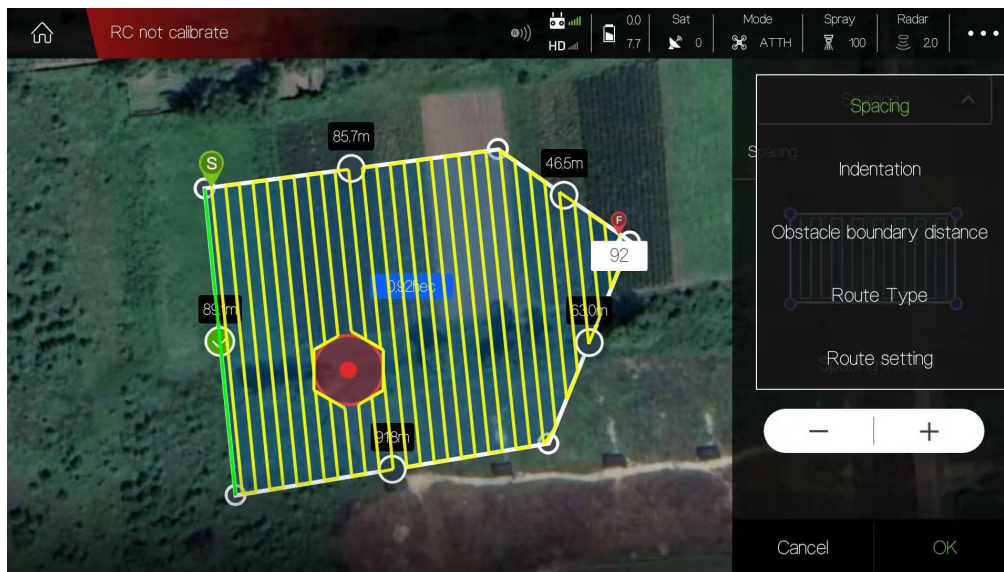 RC not calibrate
HD
0.0
7.7
Sat
0
Mode
ATTH
Spray
100
Radar
2.0
S
85.7m
46.5m
F
92
0.92hec
63.0m
91.8m
Spacing
Spacing
Indentation
Obstacle boundary distance
Route Type
Route setting
Cancel
OK